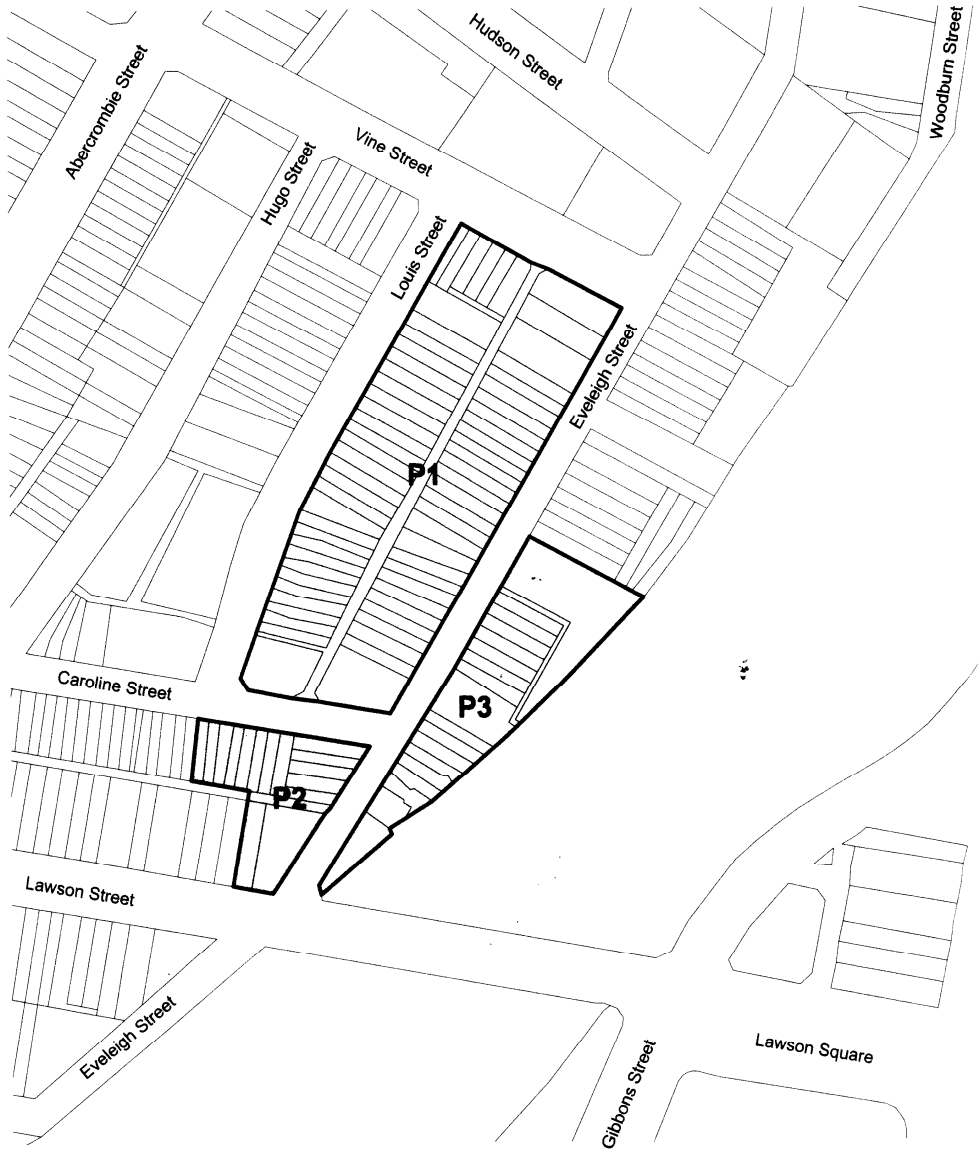 Hudson Street
Woodburn Street
Abercrombie Street
Vine Street
Hugo Street
Louis Street
Eveleigh Street
P1
Caroline Street
P3
P2
Lawson Street
Eveleigh Street
Lawson Square
Gibbons Street